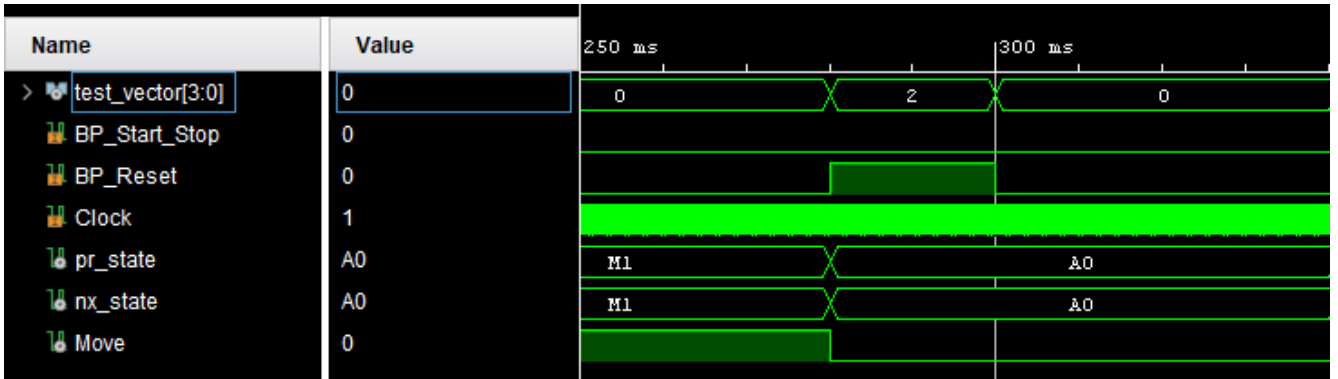 Name Value 250 ms 300 ms
test_vector[3:0] 0 0 2 0
BP_Start_Stop 0
BP_Reset 0
Clock 1
pr_state A0 M1 A0
nx_state A0 M1 A0
Move 0